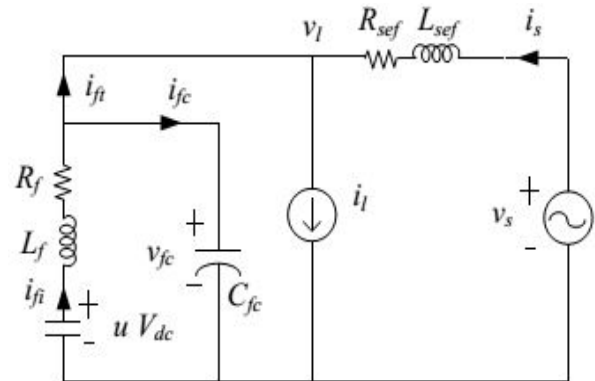 v_l
R_sef L_sef
i_s
i_ft
i_fc
R_f
+
i_l
+
v_s
-
L_f
+
v_fc
-
C_fc
i_fi
+
-
u V_dc